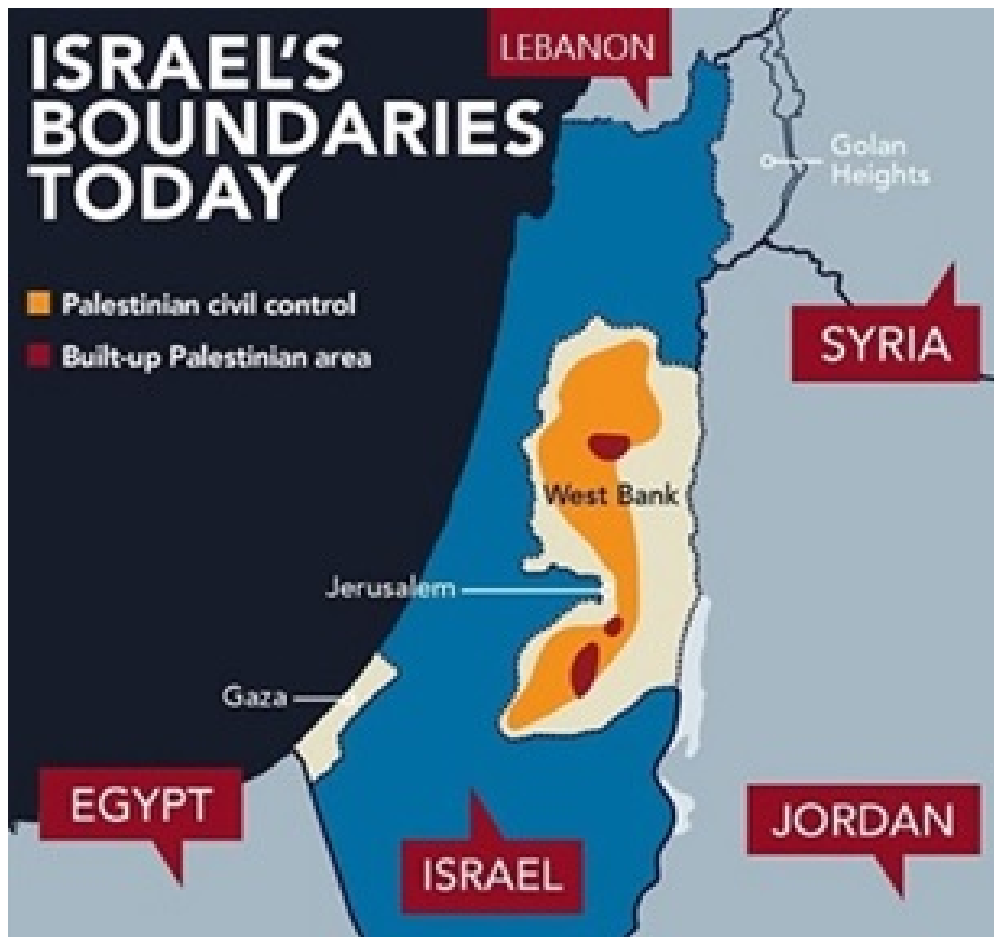 ISRAEL'S
BOUNDARIES
TODAY
LEBANON
Golan
Heights
Palestinian civil control
Built-up Palestinian area
SYRIA
West Bank
Jerusalem
Gaza
EGYPT
ISRAEL
JORDAN